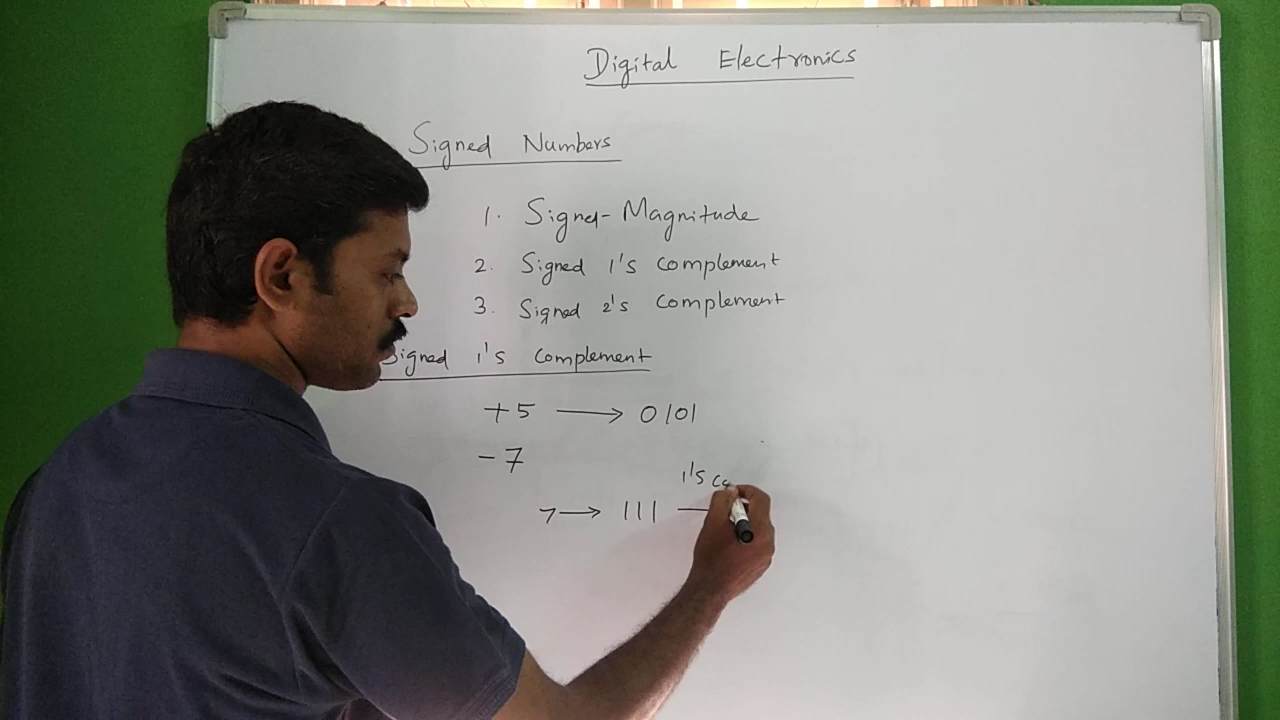 Digital Electronics
Signed Numbers
1. Signed-Magnitude
2. Signed 1's complement
3. Signed 2's complement
Signed 1's complement
+5 → 0101
-7
1's co
7 → 111 —